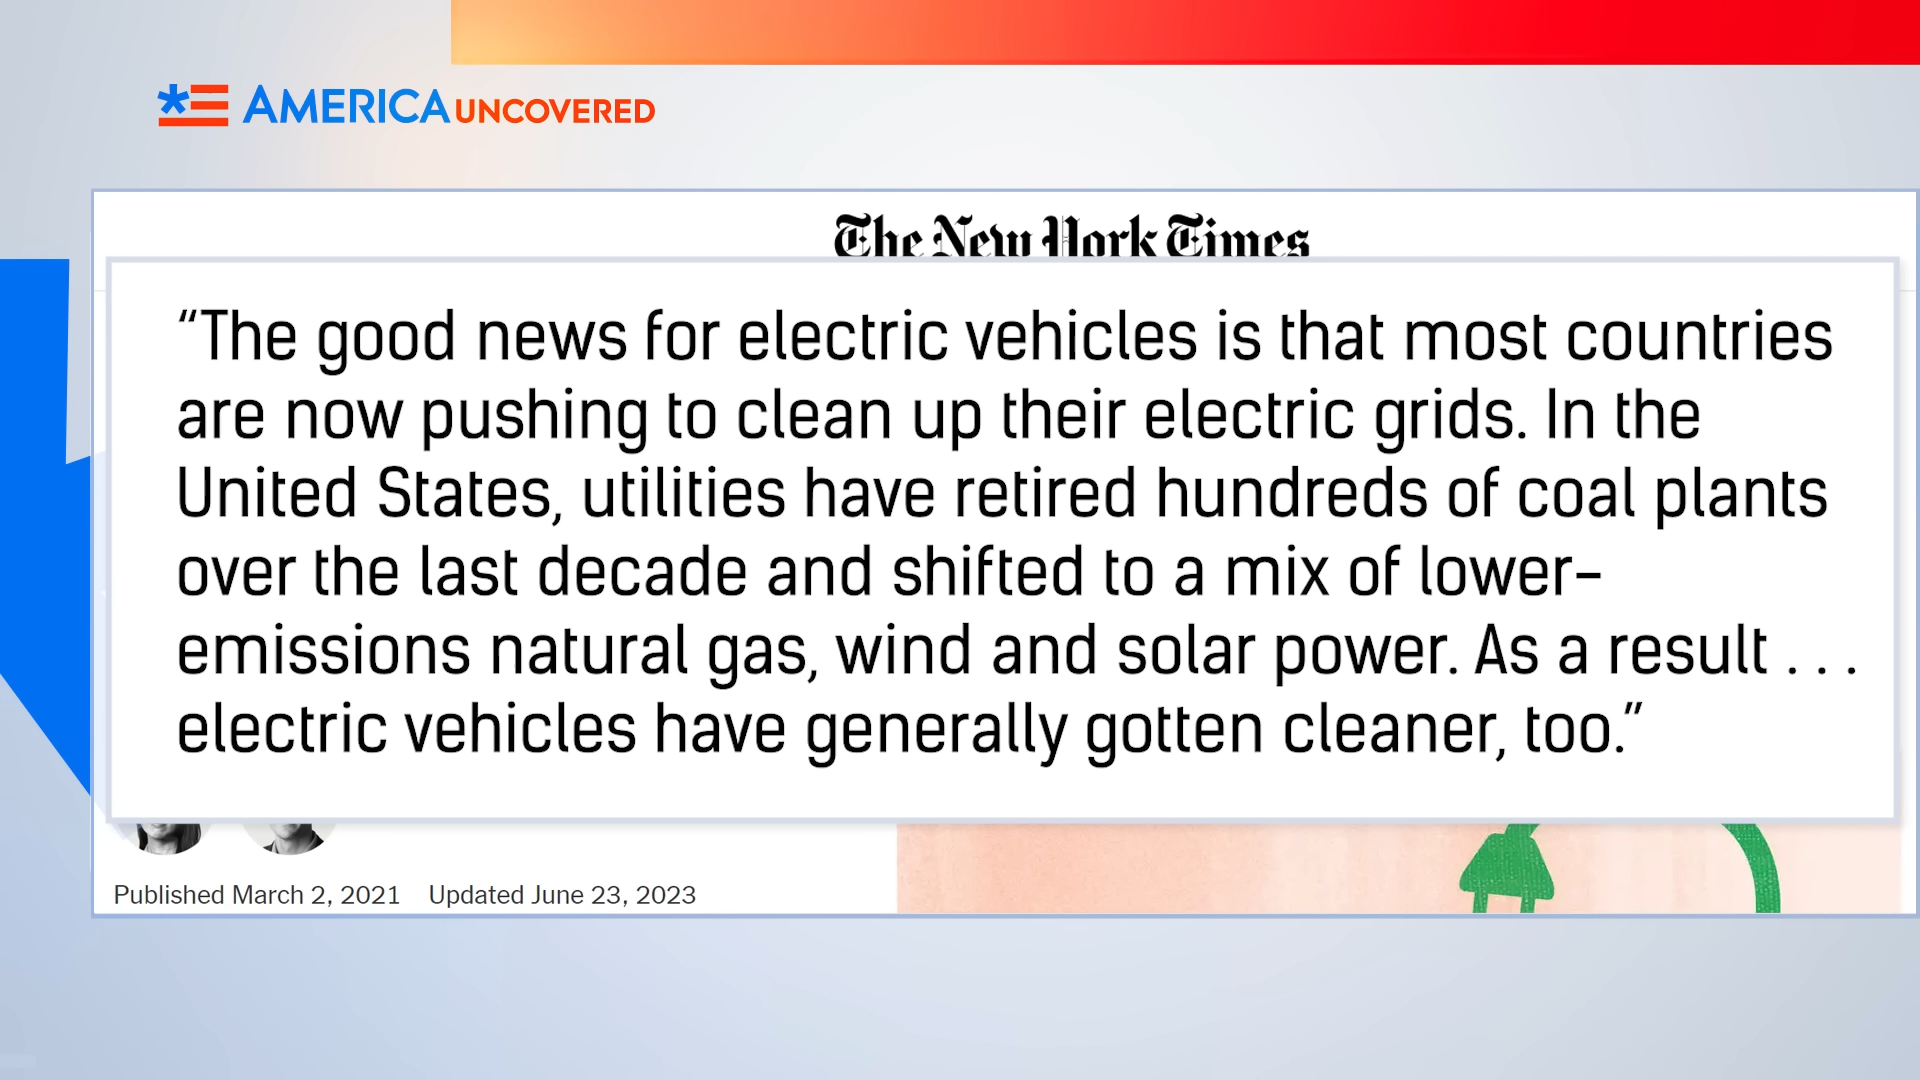 AMERICA UNCOVERED
The New York Times
“The good news for electric vehicles is that most countries
are now pushing to clean up their electric grids. In the
United States, utilities have retired hundreds of coal plants
over the last decade and shifted to a mix of lower-
emissions natural gas, wind and solar power. As a result . . .
electric vehicles have generally gotten cleaner, too.”
Published March 2, 2021 Updated June 23, 2023